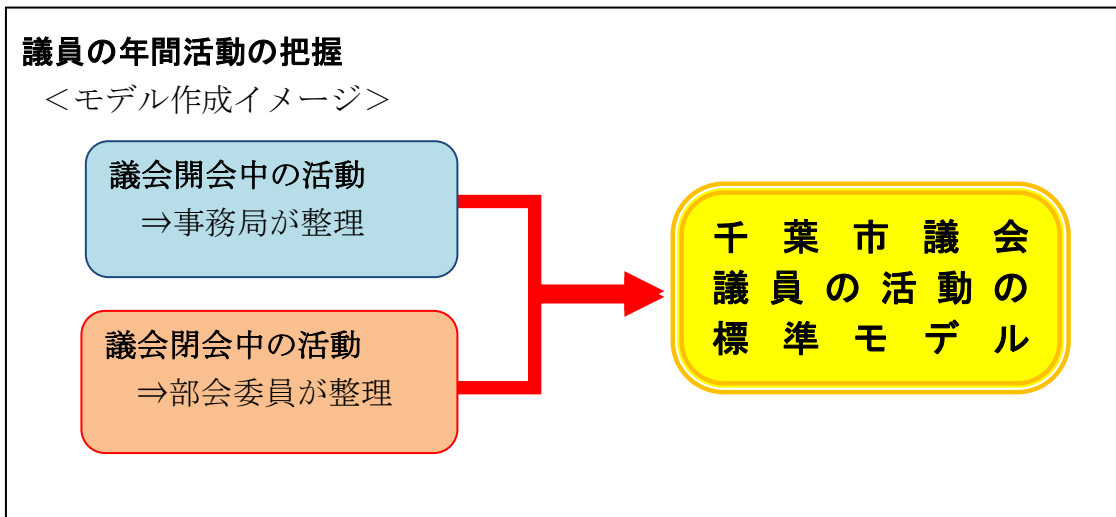 議員の年間活動の把握
＜モデル作成イメージ＞
議会開会中の活動
⇒事務局が整理
議会閉会中の活動
⇒部会委員が整理
千葉市議会
議員の活動の
標準モデル